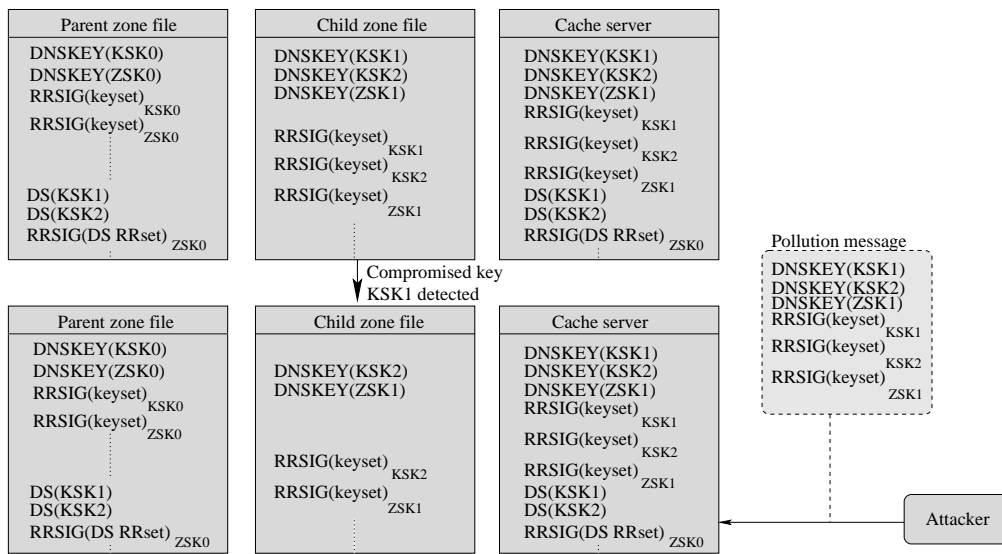 Parent zone file
DNSKEY(KSK0)
DNSKEY(ZSK0)
RRSIG(keyset) KSK0
RRSIG(keyset) ZSK0
DS(KSK1)
DS(KSK2)
RRSIG(DS RRset) ZSK0
Child zone file
DNSKEY(KSK1)
DNSKEY(KSK2)
DNSKEY(ZSK1)
RRSIG(keyset) KSK1
RRSIG(keyset) KSK2
RRSIG(keyset) ZSK1
Cache server
DNSKEY(KSK1)
DNSKEY(KSK2)
DNSKEY(ZSK1)
RRSIG(keyset) KSK1
RRSIG(keyset) KSK2
RRSIG(keyset) ZSK1
DS(KSK1)
DS(KSK2)
RRSIG(DS RRset) ZSK0
Compromised key
KSK1 detected
Pollution message
DNSKEY(KSK1)
DNSKEY(KSK2)
DNSKEY(ZSK1)
RRSIG(keyset) KSK1
RRSIG(keyset) KSK2
RRSIG(keyset) ZSK1
Parent zone file
DNSKEY(KSK0)
DNSKEY(ZSK0)
RRSIG(keyset) KSK0
RRSIG(keyset) ZSK0
DS(KSK1)
DS(KSK2)
RRSIG(DS RRset) ZSK0
Child zone file
DNSKEY(KSK2)
DNSKEY(ZSK1)
RRSIG(keyset) KSK2
RRSIG(keyset) ZSK1
Cache server
DNSKEY(KSK1)
DNSKEY(KSK2)
DNSKEY(ZSK1)
RRSIG(keyset) KSK1
RRSIG(keyset) KSK2
RRSIG(keyset) ZSK1
DS(KSK1)
DS(KSK2)
RRSIG(DS RRset) ZSK0
Attacker